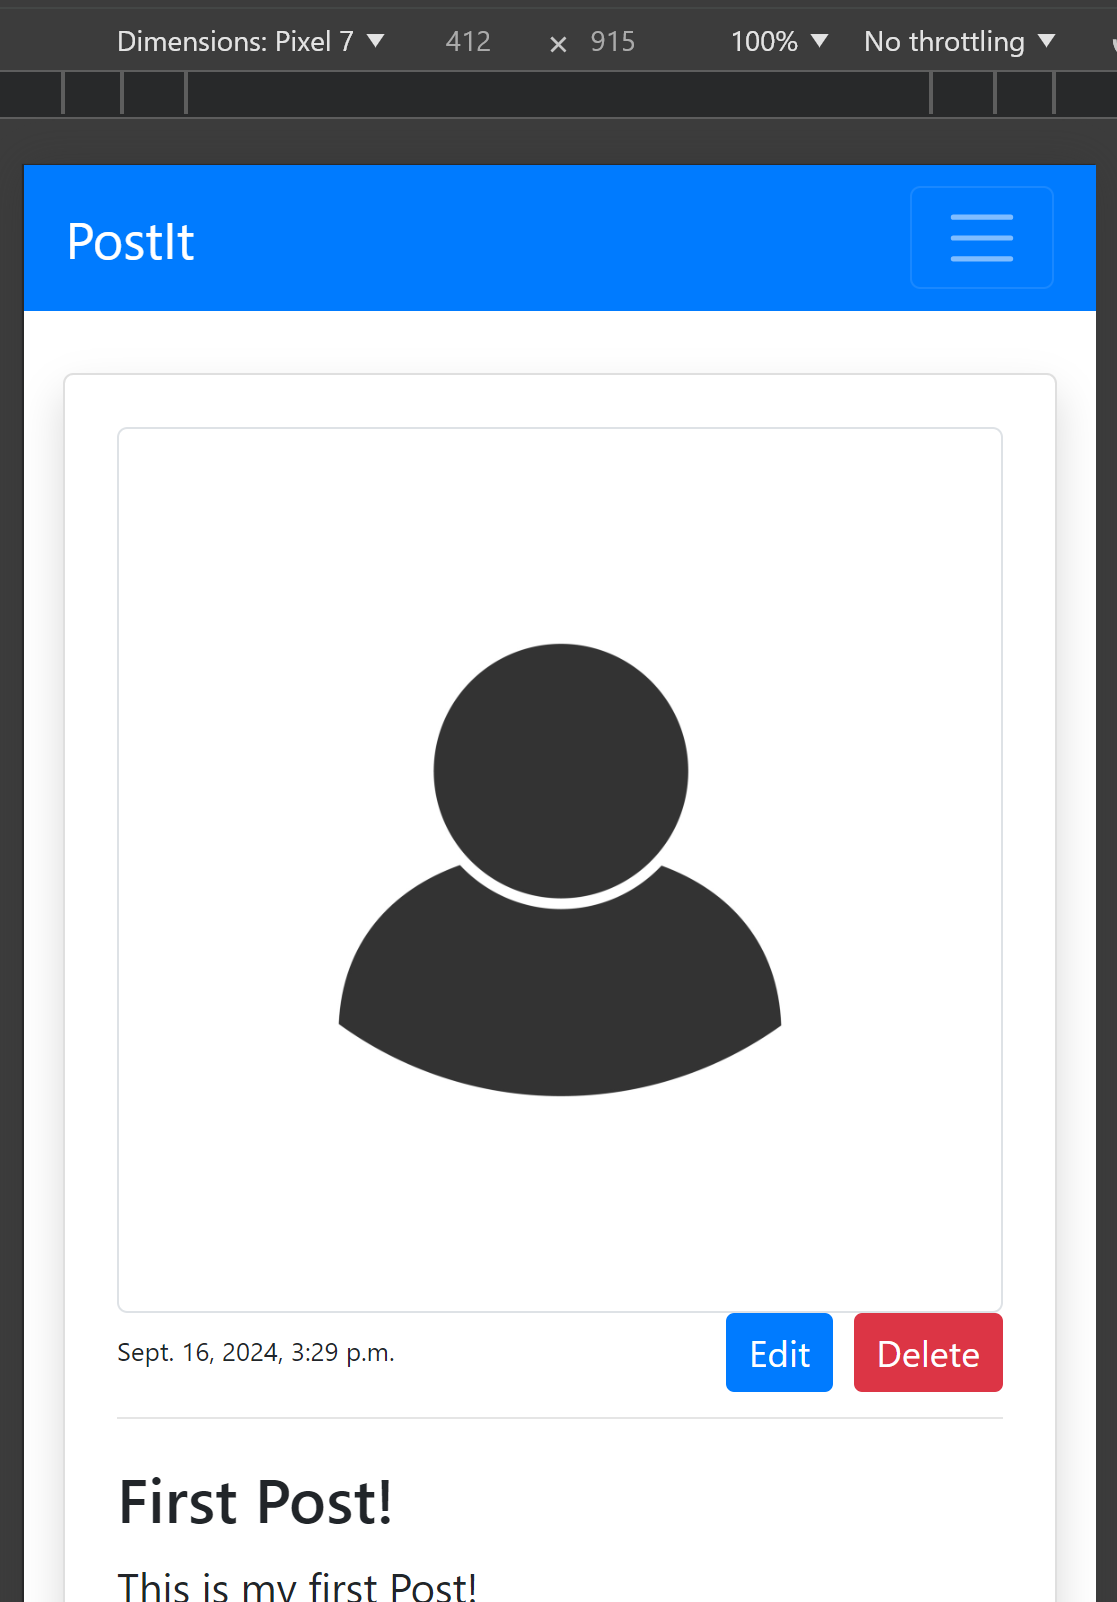 Dimensions: Pixel 7 ▼ 412 × 915 100% ▼ No throttling ▼
PostIt
Sept. 16, 2024, 3:29 p.m. Edit Delete
First Post!
This is my first Post!